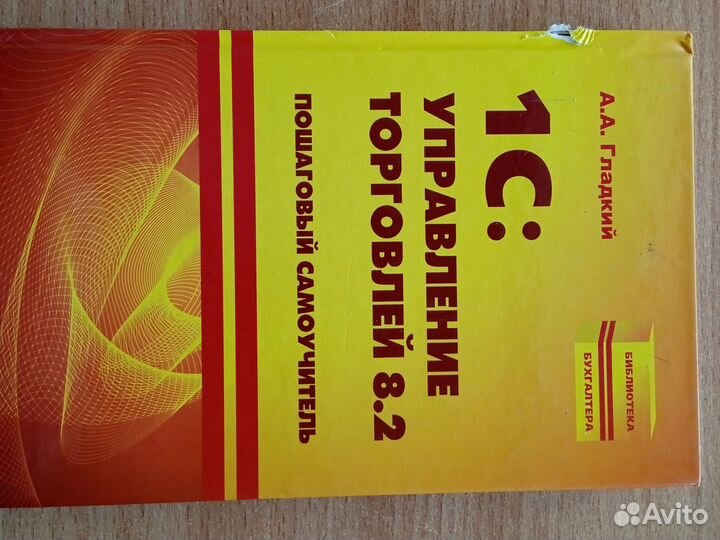 А.А. Гладкий
БИБЛИОТЕКА
БУХГАЛТЕРА
1С:
УПРАВЛЕНИЕ
ТОРГОВЛЕЙ 8.2
ПОШАГОВЫЙ САМОУЧИТЕЛЬ
Avito